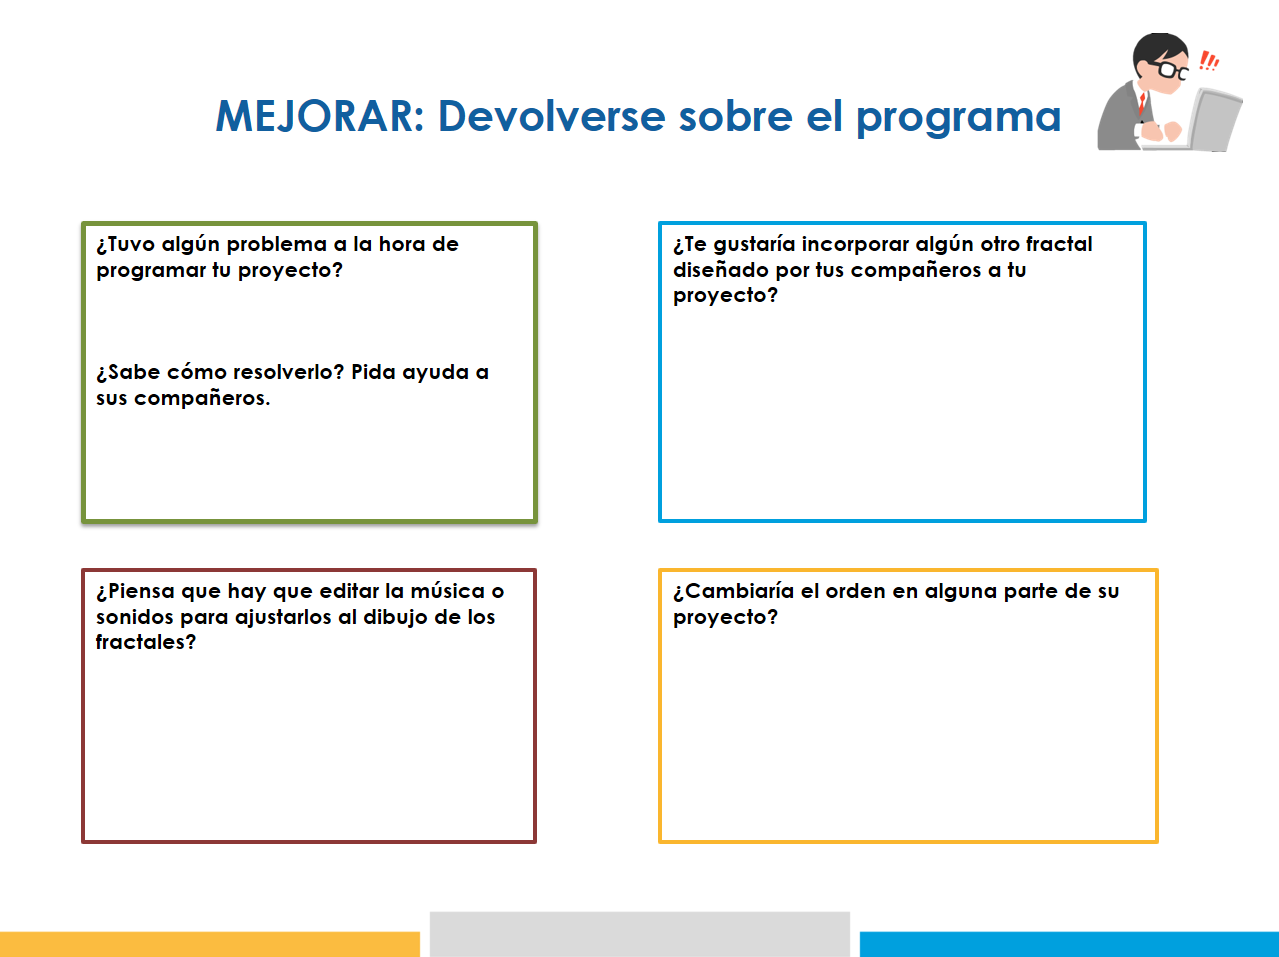 MEJORAR: Devolverse sobre el programa
¿Tuvo algún problema a la hora de
programar tu proyecto?
¿Sabe cómo resolverlo? Pida ayuda a
sus compañeros.
¿Te gustaría incorporar algún otro fractal
diseñado por tus compañeros a tu
proyecto?
¿Piensa que hay que editar la música o
sonidos para ajustarlos al dibujo de los
fractales?
¿Cambiaría el orden en alguna parte de su
proyecto?